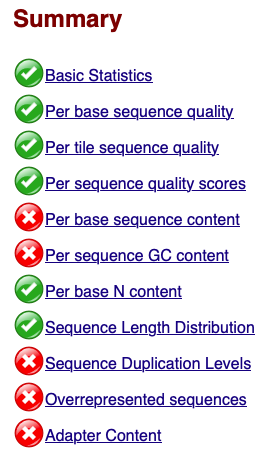 Summary
Basic Statistics
Per base sequence quality
Per tile sequence quality
Per sequence quality scores
Per base sequence content
Per sequence GC content
Per base N content
Sequence Length Distribution
Sequence Duplication Levels
Overrepresented sequences
Adapter Content